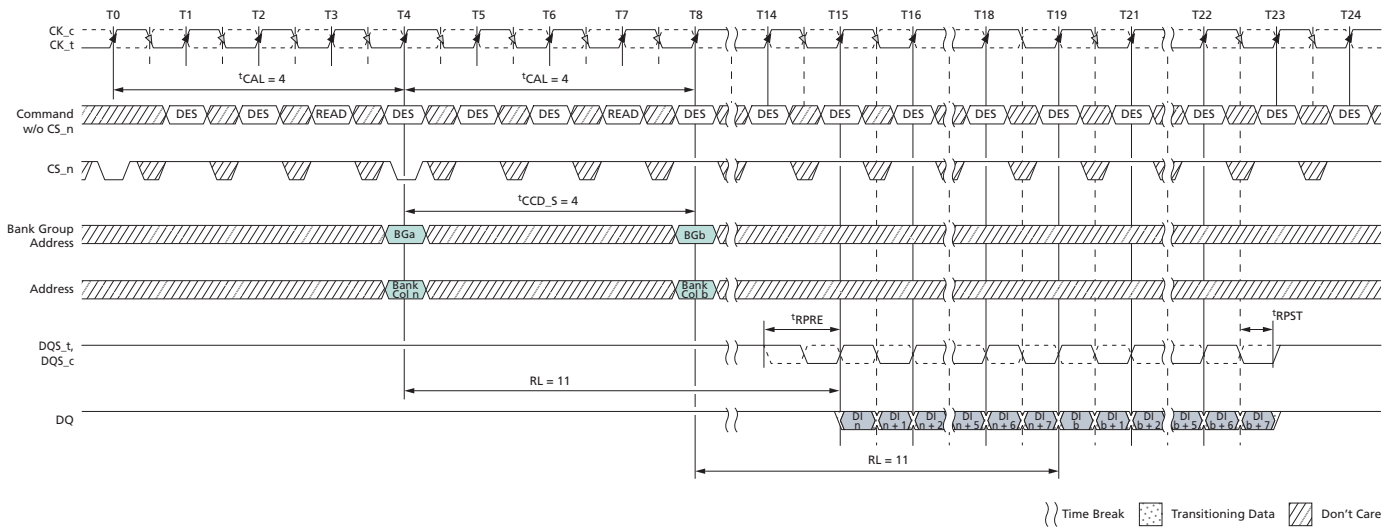 T0 T1 T2 T3 T4 T5 T6 T7 T8 T14 T15 T16 T18 T19 T21 T22 T23 T24
CK_c
CK_t
tCAL = 4 tCAL = 4
Command w/o CS_n DES DES READ DES DES DES READ DES DES DES DES DES DES DES DES DES DES
CS_n
tCCD_S = 4
Bank Group Address BGa BGb
Address Bank Col n Bank Col b
tRPRE tRPST
DQS_t, DQS_c
RL = 11
DQ DI n DI n + 1 DI n + 2 DI n + 5 DI n + 6 DI n + 7 DI b DI b + 1 DI b + 2 DI b + 5 DI b + 6 DI b + 7
RL = 11
Time Break Transitioning Data Don't Care